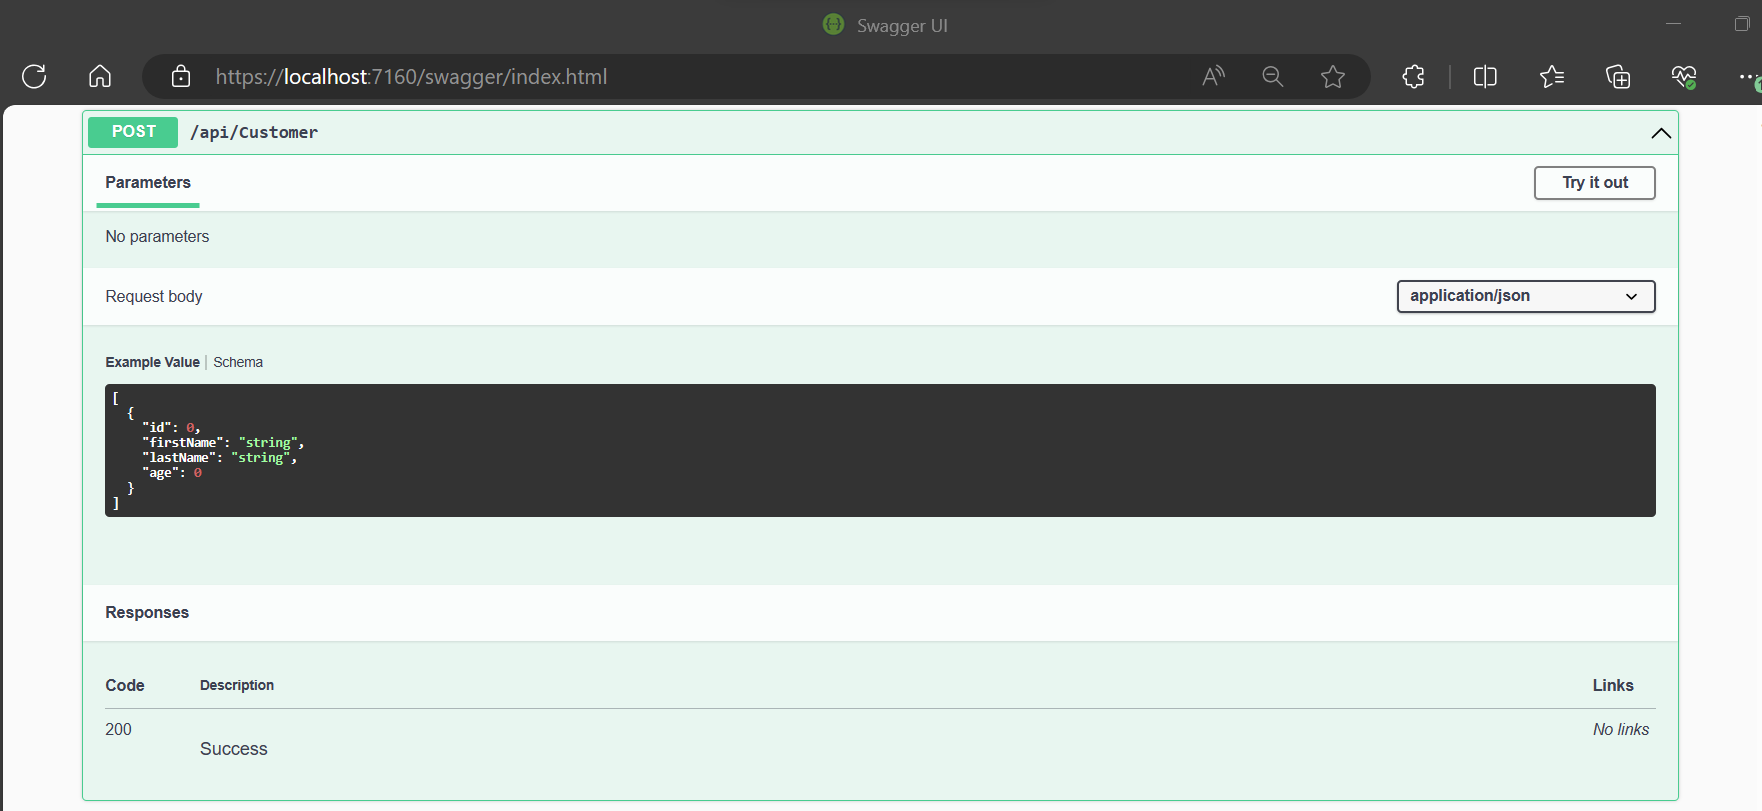 Swagger UI
https://localhost:7160/swagger/index.html
POST /api/Customer
Parameters
Try it out
No parameters
Request body
application/json
Example Value | Schema
[
{
"id": 0,
"firstName": "string",
"lastName": "string",
"age": 0
}
]
Responses
Code Description Links
200 Success No links